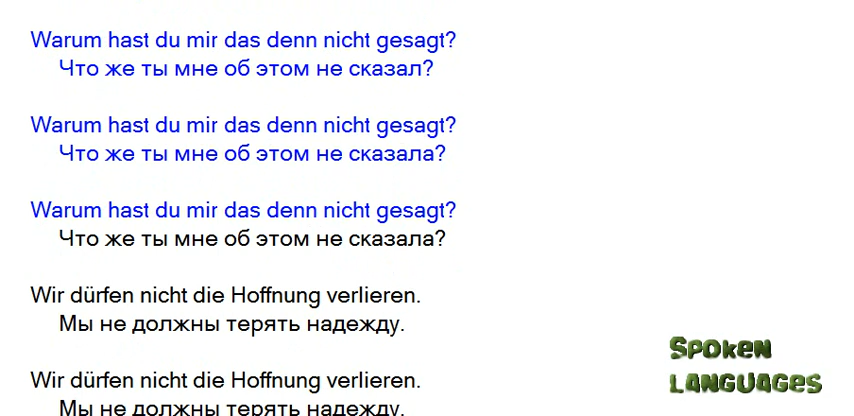 Warum hast du mir das denn nicht gesagt?
Что же ты мне об этом не сказал?
Warum hast du mir das denn nicht gesagt?
Что же ты мне об этом не сказала?
Warum hast du mir das denn nicht gesagt?
Что же ты мне об этом не сказала?
Wir dürfen nicht die Hoffnung verlieren.
Мы не должны терять надежду.
Wir dürfen nicht die Hoffnung verlieren.
Мы не должны терять надежду.
Spoken
Languages